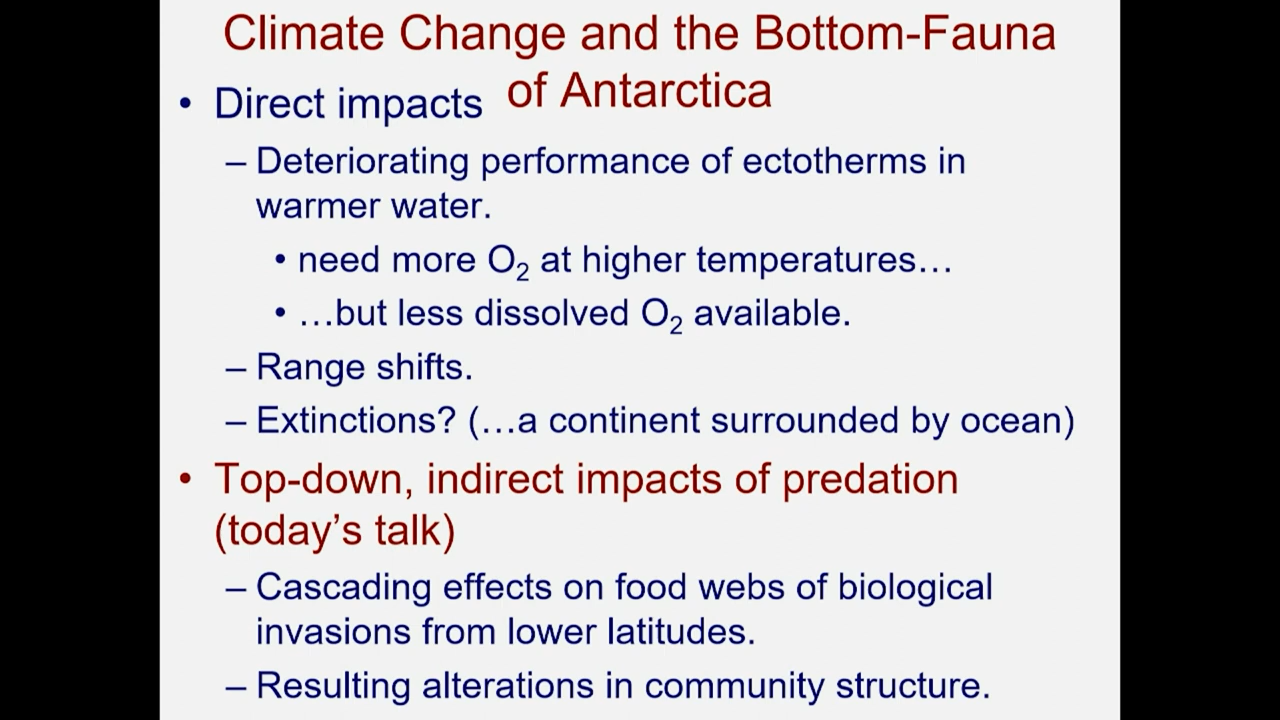 Climate Change and the Bottom-Fauna
of Antarctica
• Direct impacts
– Deteriorating performance of ectotherms in
warmer water.
• need more O₂ at higher temperatures…
• …but less dissolved O₂ available.
– Range shifts.
– Extinctions? (…a continent surrounded by ocean)
• Top-down, indirect impacts of predation
(today’s talk)
– Cascading effects on food webs of biological
invasions from lower latitudes.
– Resulting alterations in community structure.